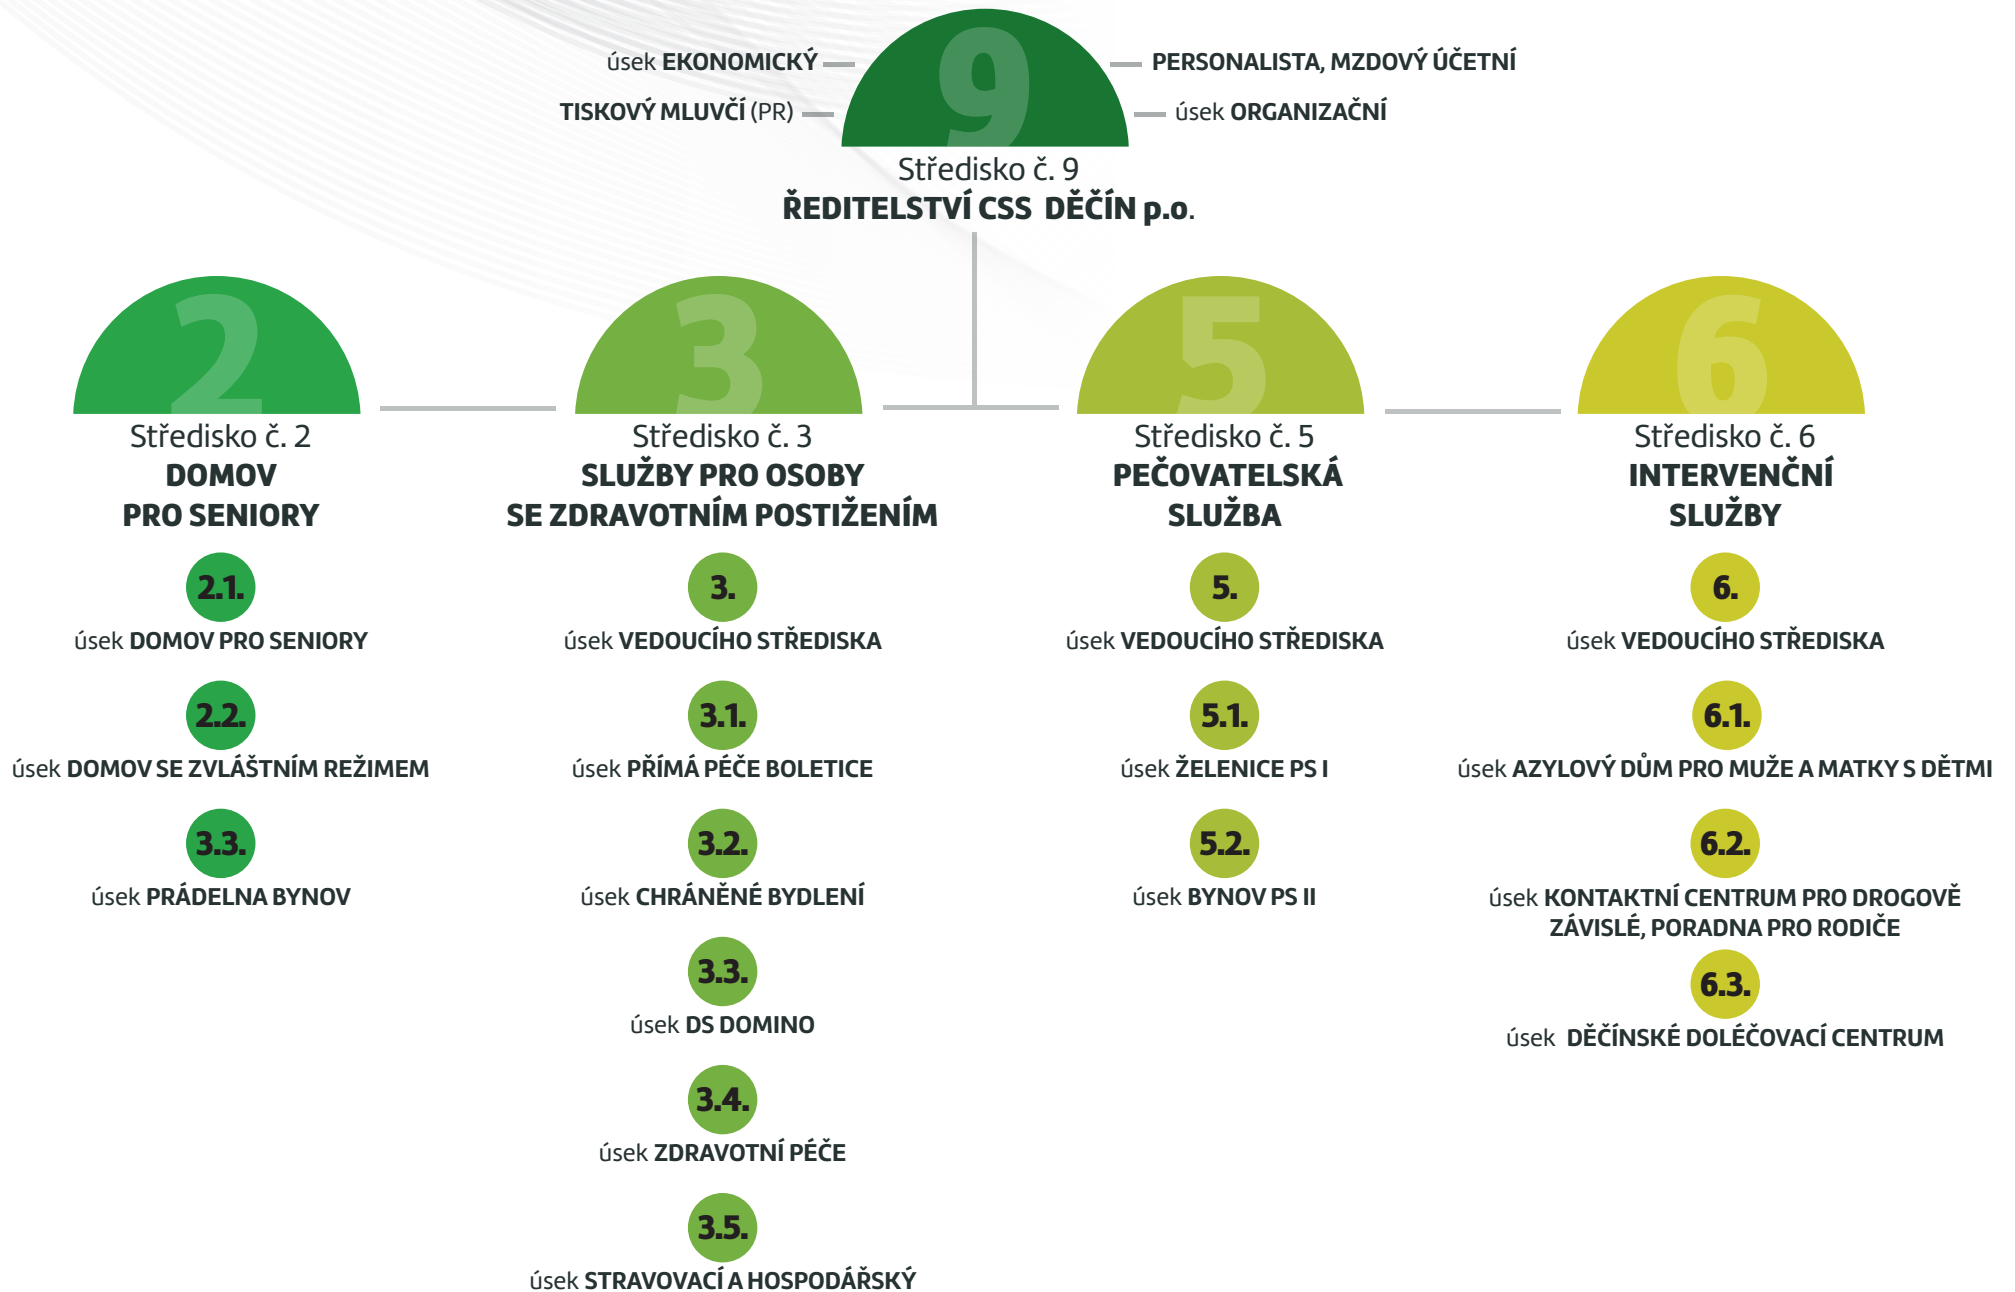 9
úsek EKONOMICKÝ
PERSONALISTA, MZDOVÝ ÚČETNÍ
TISKOVÝ MLUVČÍ (PR)
úsek ORGANIZAČNÍ
Středisko č. 9
ŘEDITELSTVÍ CSS DĚČÍN p.o.
2
Středisko č. 2
DOMOV
PRO SENIORY
2.1.
úsek DOMOV PRO SENIORY
2.2.
úsek DOMOV SE ZVLÁŠTNÍM REŽIMEM
3.3.
úsek PRÁDELNA BYNOV
3
Středisko č. 3
SLUŽBY PRO OSOBY
SE ZDRAVOTNÍM POSTIŽENÍM
3.
úsek VEDOUCÍHO STŘEDISKA
3.1.
úsek PŘÍMÁ PÉČE BOLETICE
3.2.
úsek CHRÁNĚNÉ BYDLENÍ
3.3.
úsek DS DOMINO
3.4.
úsek ZDRAVOTNÍ PÉČE
3.5.
úsek STRAVOVACÍ A HOSPODÁŘSKÝ
5
Středisko č. 5
PEČOVATELSKÁ
SLUŽBA
5.
úsek VEDOUCÍHO STŘEDISKA
5.1.
úsek ŽELENICE PS I
5.2.
úsek BYNOV PS II
6
Středisko č. 6
INTERVENČNÍ
SLUŽBY
6.
úsek VEDOUCÍHO STŘEDISKA
6.1.
úsek AZYLOVÝ DŮM PRO MUŽE A MATKY S DĚTMI
6.2.
úsek KONTAKTNÍ CENTRUM PRO DROGOVĚ
ZÁVISLÉ, PORADNA PRO RODIČE
6.3.
úsek DĚČÍNSKÉ DOLÉČOVACÍ CENTRUM